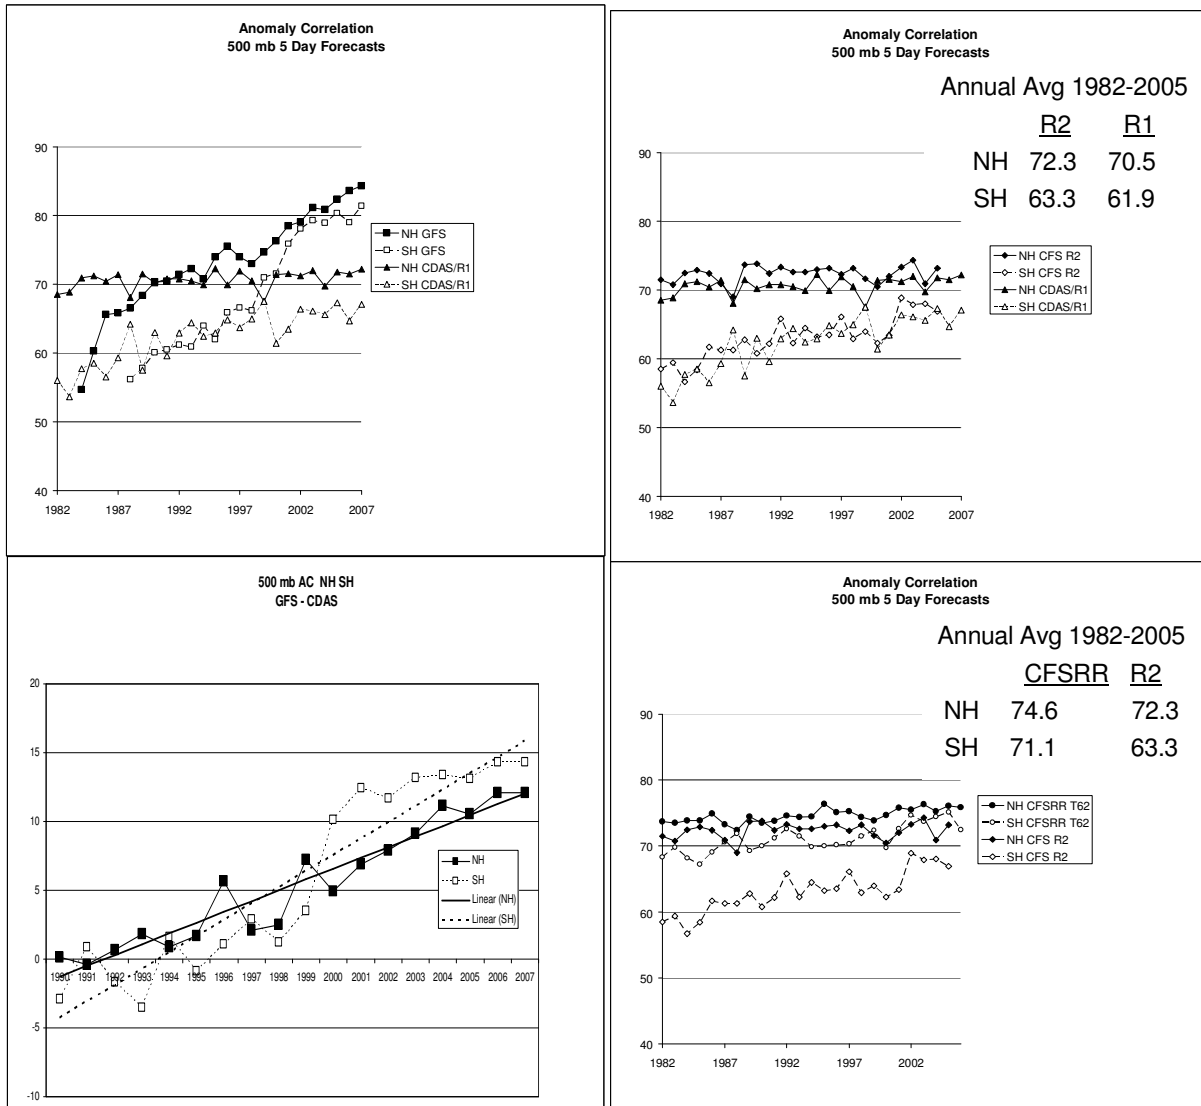 Anomaly Correlation
500 mb 5 Day Forecasts
90
80
70
60
50
40
1982 1987 1992 1997 2002 2007
NH GFS
SH GFS
NH CDAS/R1
SH CDAS/R1
Anomaly Correlation
500 mb 5 Day Forecasts
Annual Avg 1982-2005
R2 R1
NH 72.3 70.5
SH 63.3 61.9
90
80
70
60
50
40
1982 1987 1992 1997 2002 2007
NH CFS R2
SH CFS R2
NH CDAS/R1
SH CDAS/R1
500 mb AC NH SH
GFS - CDAS
20
15
10
5
0
-5
-10
1990 1991 1992 1993 1994 1995 1996 1997 1998 1999 2000 2001 2002 2003 2004 2005 2006 2007
NH
SH
Linear (NH)
Linear (SH)
Anomaly Correlation
500 mb 5 Day Forecasts
Annual Avg 1982-2005
CFSRR R2
NH 74.6 72.3
SH 71.1 63.3
90
80
70
60
50
40
1982 1987 1992 1997 2002
NH CFSRR T62
SH CFSRR T62
NH CFS R2
SH CFS R2